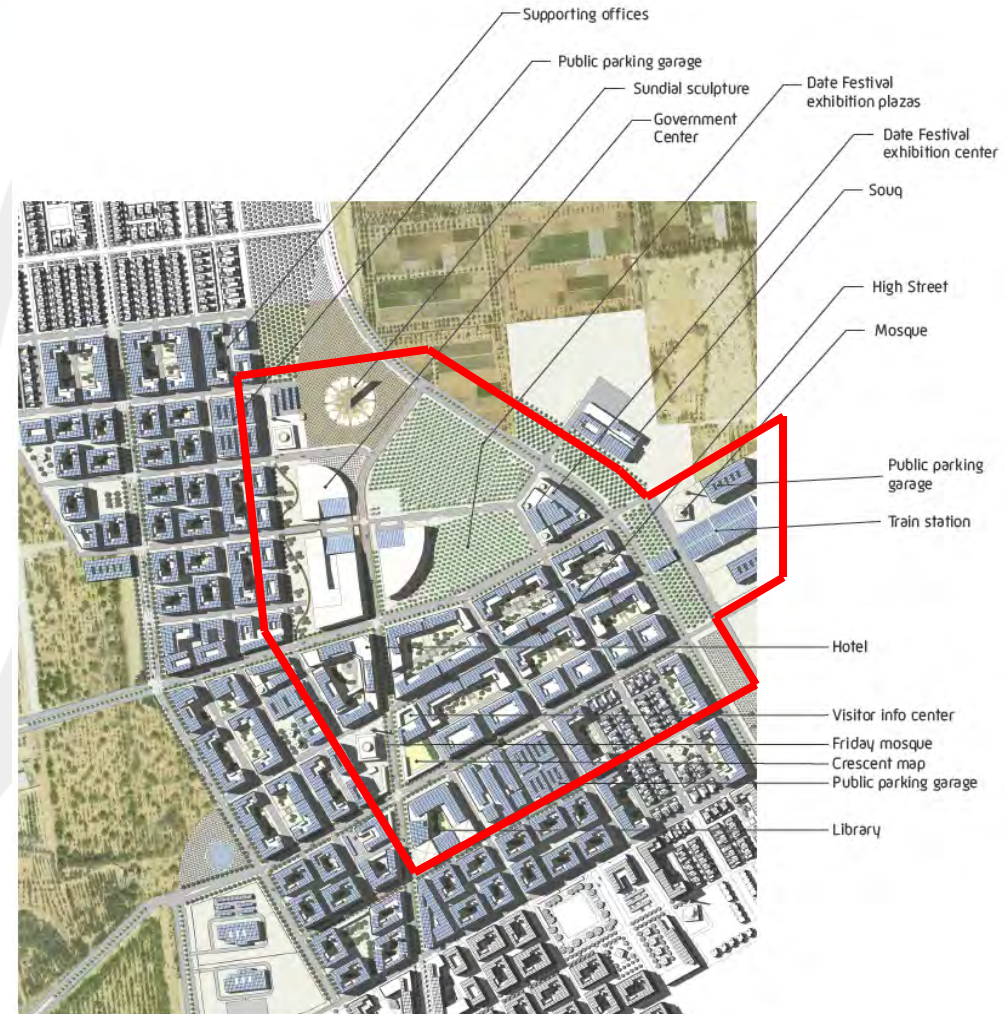 Supporting offices
Public parking garage
Sundial sculpture
Date Festival
exhibition plazas
Government
Center
Date Festival
exhibition center
Souq
High Street
Mosque
Public parking
garage
Train station
Hotel
Visitor info center
Friday mosque
Crescent map
Public parking garage
Library